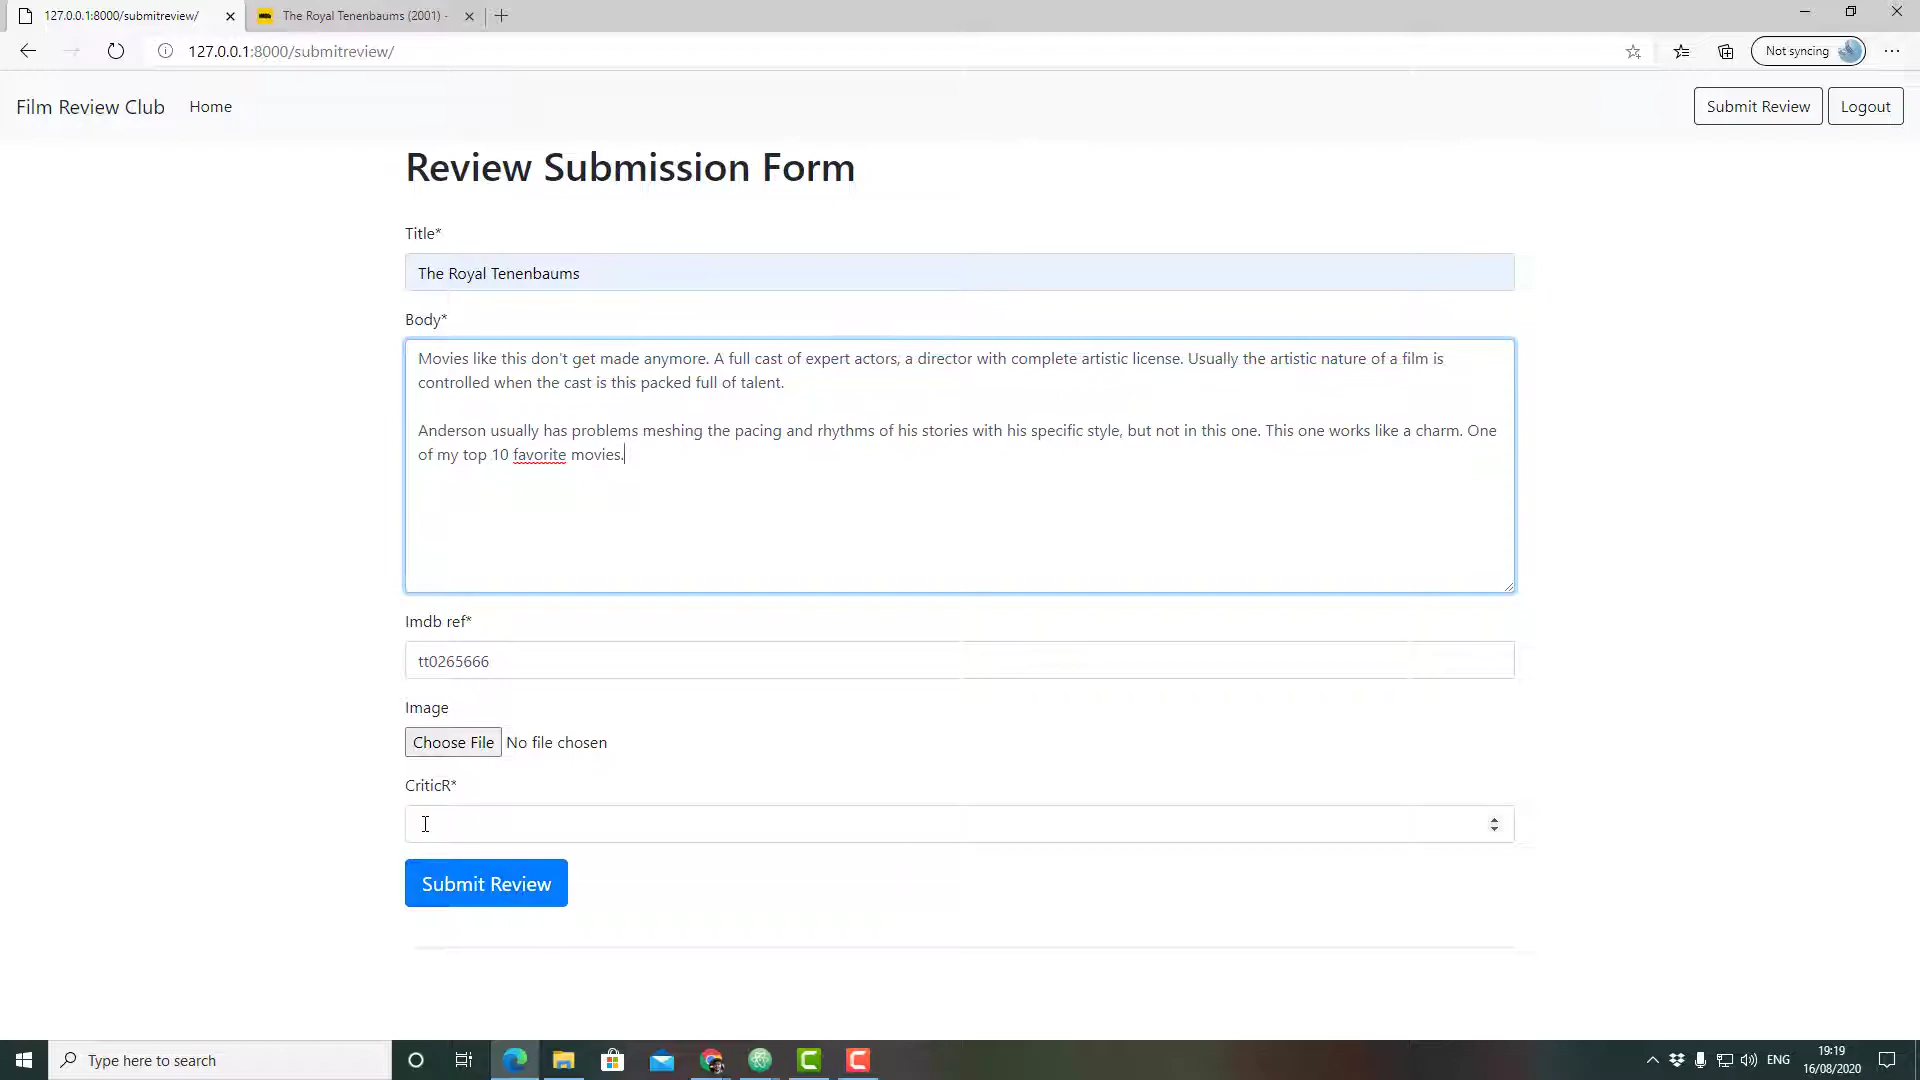 127.0.0.1:8000/submitreview/
The Royal Tenenbaums (2001) -
127.0.0.1:8000/submitreview/
Not syncing
Film Review Club
Home
Submit Review
Logout
Review Submission Form
Title*
The Royal Tenenbaums
Body*
Movies like this don't get made anymore. A full cast of expert actors, a director with complete artistic license. Usually the artistic nature of a film is
controlled when the cast is this packed full of talent.
Anderson usually has problems meshing the pacing and rhythms of his stories with his specific style, but not in this one. This one works like a charm. One
of my top 10 favorite movies.
Imdb ref*
tt0265666
Image
Choose File No file chosen
CriticR*
Submit Review
Type here to search
ENG
19:19
16/08/2020